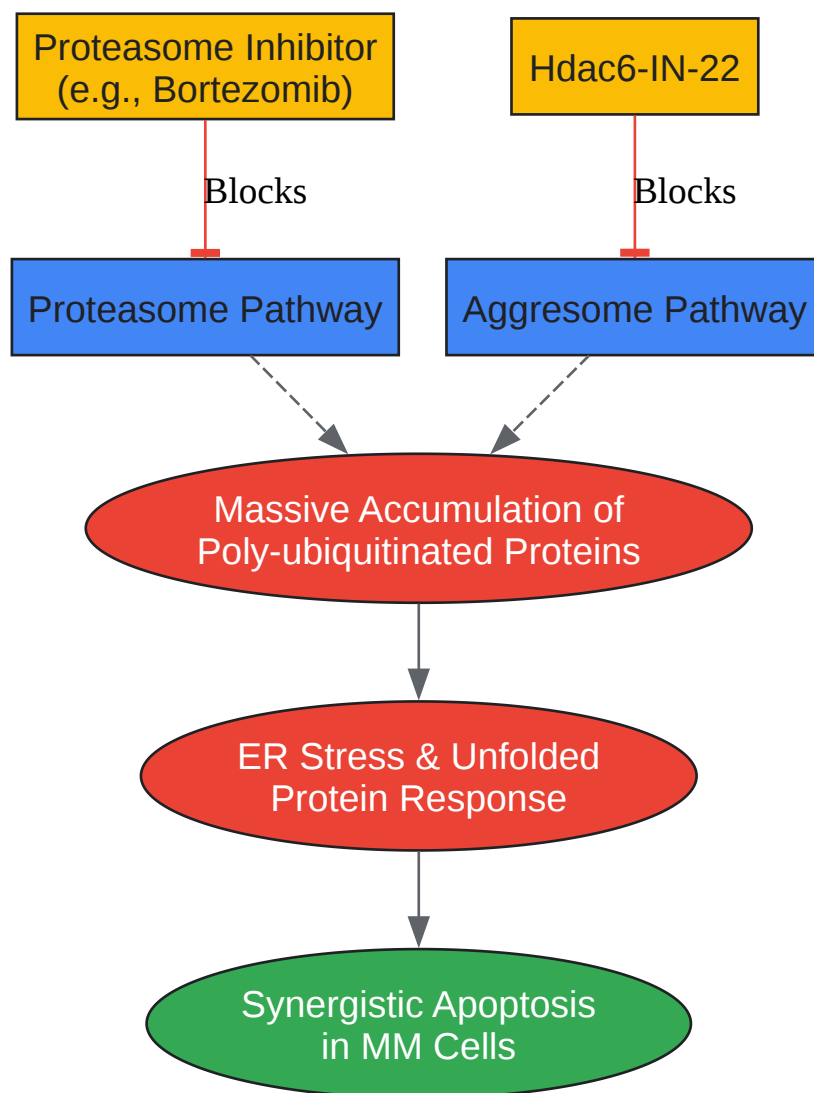 Proteasome Inhibitor
(e.g., Bortezomib)
Hdac6-IN-22
Blocks
Blocks
Proteasome Pathway
Aggresome Pathway
Massive Accumulation of
Poly-ubiquitinated Proteins
ER Stress & Unfolded
Protein Response
Synergistic Apoptosis
in MM Cells